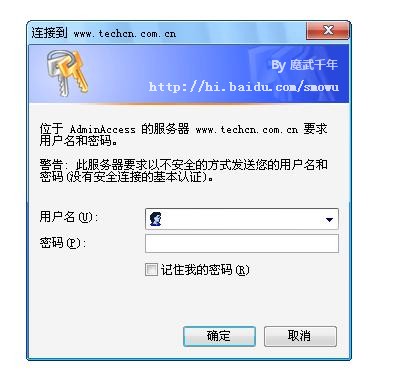 连接到 www.techcn.com.cn
By 魔武千年
http://hi.baidu.com/smowu
位于 AdminAccess 的服务器 www.techcn.com.cn 要求
用户名和密码。
警告: 此服务器要求以不安全的方式发送您的用户名和
密码(没有安全连接的基本认证)。
用户名(U):
密码(P):
记住我的密码(R)
确定
取消